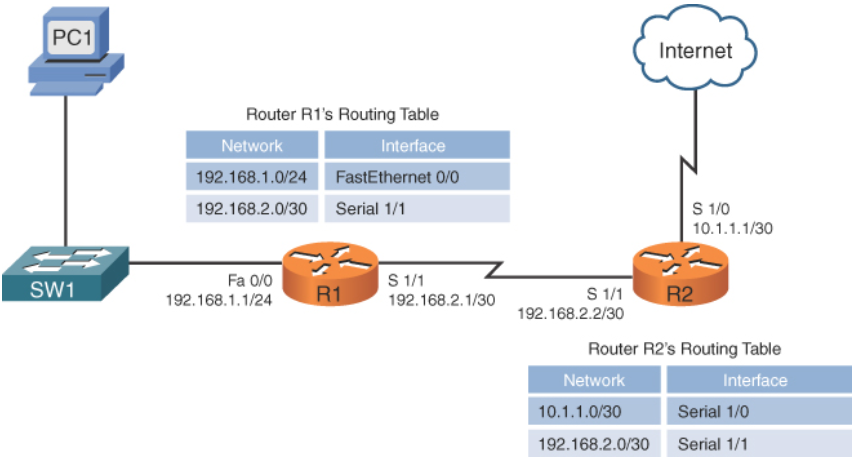 PC1
Internet
Router R1's Routing Table
Network Interface
192.168.1.0/24 FastEthernet 0/0
192.168.2.0/30 Serial 1/1
S 1/0
10.1.1.1/30
SW1
Fa 0/0
192.168.1.1/24
R1
S 1/1
192.168.2.1/30
S 1/1
192.168.2.2/30
R2
Router R2's Routing Table
Network Interface
10.1.1.0/30 Serial 1/0
192.168.2.0/30 Serial 1/1